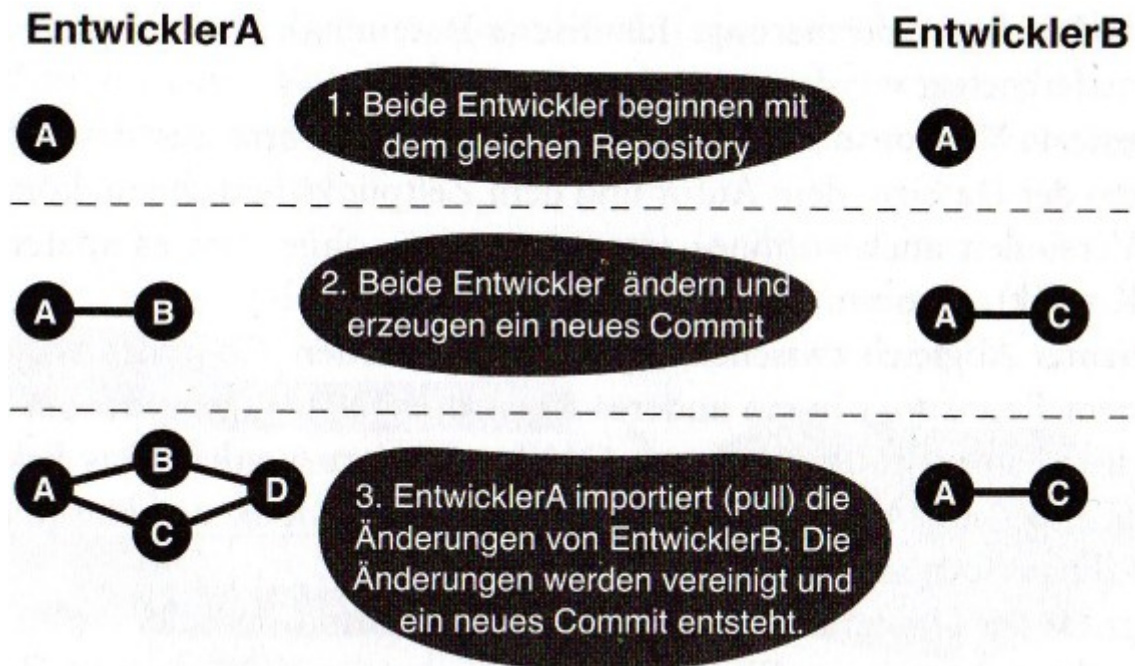 EntwicklerA
EntwicklerB
A
1. Beide Entwickler beginnen mit
dem gleichen Repository
A
A B
2. Beide Entwickler ändern und
erzeugen ein neues Commit
A C
A B C D
3. EntwicklerA importiert (pull) die
Änderungen von EntwicklerB. Die
Änderungen werden vereinigt und
ein neues Commit entsteht.
A C